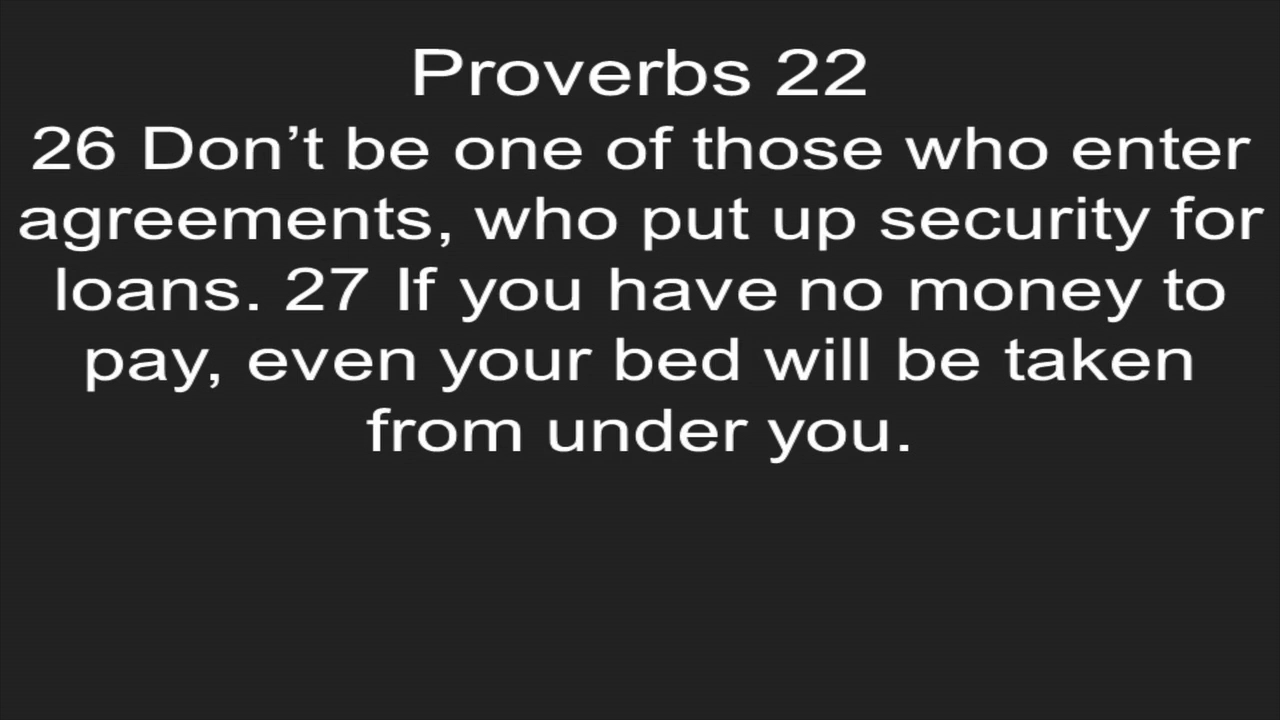 Proverbs 22
26 Don’t be one of those who enter
agreements, who put up security for
loans. 27 If you have no money to
pay, even your bed will be taken
from under you.